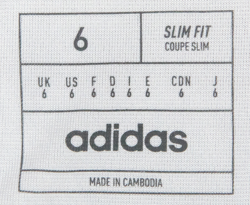 6
SLIM FIT
COUPE SLIM
UK US F D I E CDN J
6 6 6 6 6 6 6 6
adidas
MADE IN CAMBODIA